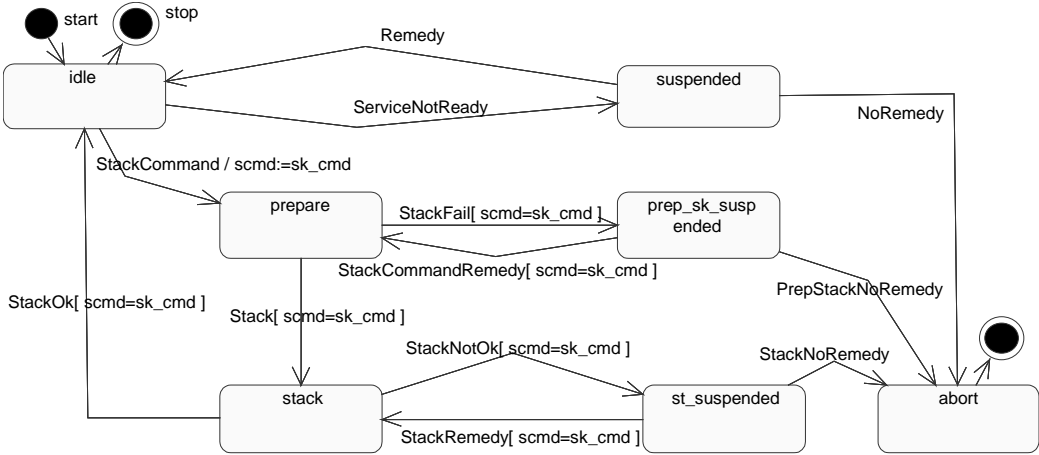 start
stop
Remedy
idle
suspended
ServiceNotReady
NoRemedy
StackCommand / scmd:=sk_cmd
prepare
StackFail[ scmd=sk_cmd ]
prep_sk_susp
ended
StackCommandRemedy[ scmd=sk_cmd ]
PrepStackNoRemedy
StackOk[ scmd=sk_cmd ]
Stack[ scmd=sk_cmd ]
StackNotOk[ scmd=sk_cmd ]
StackNoRemedy
stack
st_suspended
abort
StackRemedy[ scmd=sk_cmd ]